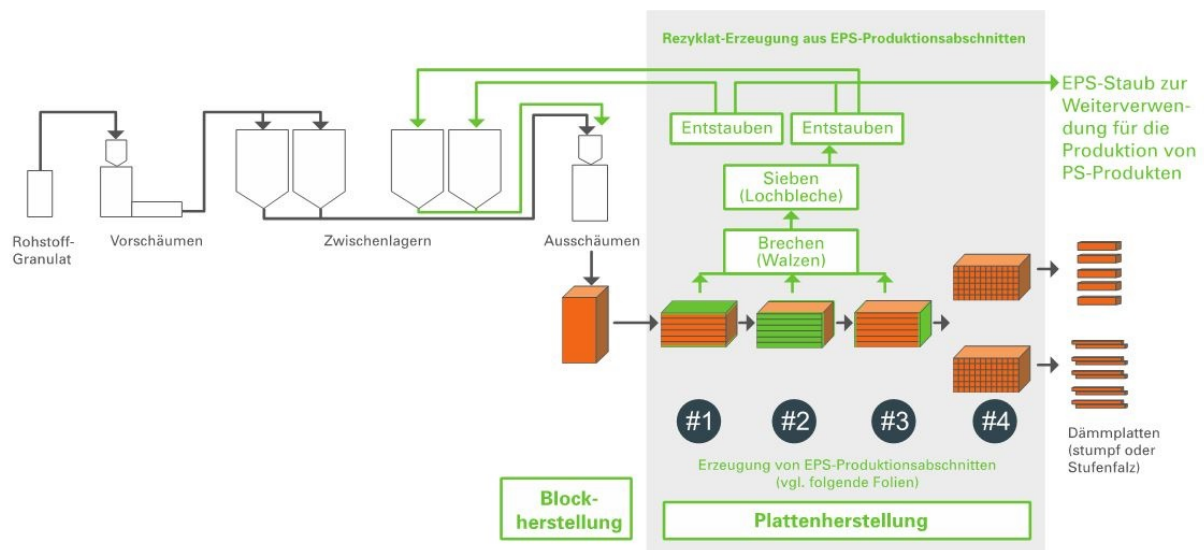 Rezyklat-Erzeugung aus EPS-Produktionsabschnitten
EPS-Staub zur
Weiterverwen-
dung für die
Produktion von
PS-Produkten
Entstauben
Entstauben
Sieben
(Lochbleche)
Brechen
(Walzen)
Rohstoff-
Granulat
Vorschäumen
Zwischenlagern
Ausschäumen
#1
#2
#3
#4
Dämmplatten
(stumpf oder
Stufenfalz)
Erzeugung von EPS-Produktionsabschnitten
(vgl. folgende Folien)
Block-
herstellung
Plattenherstellung